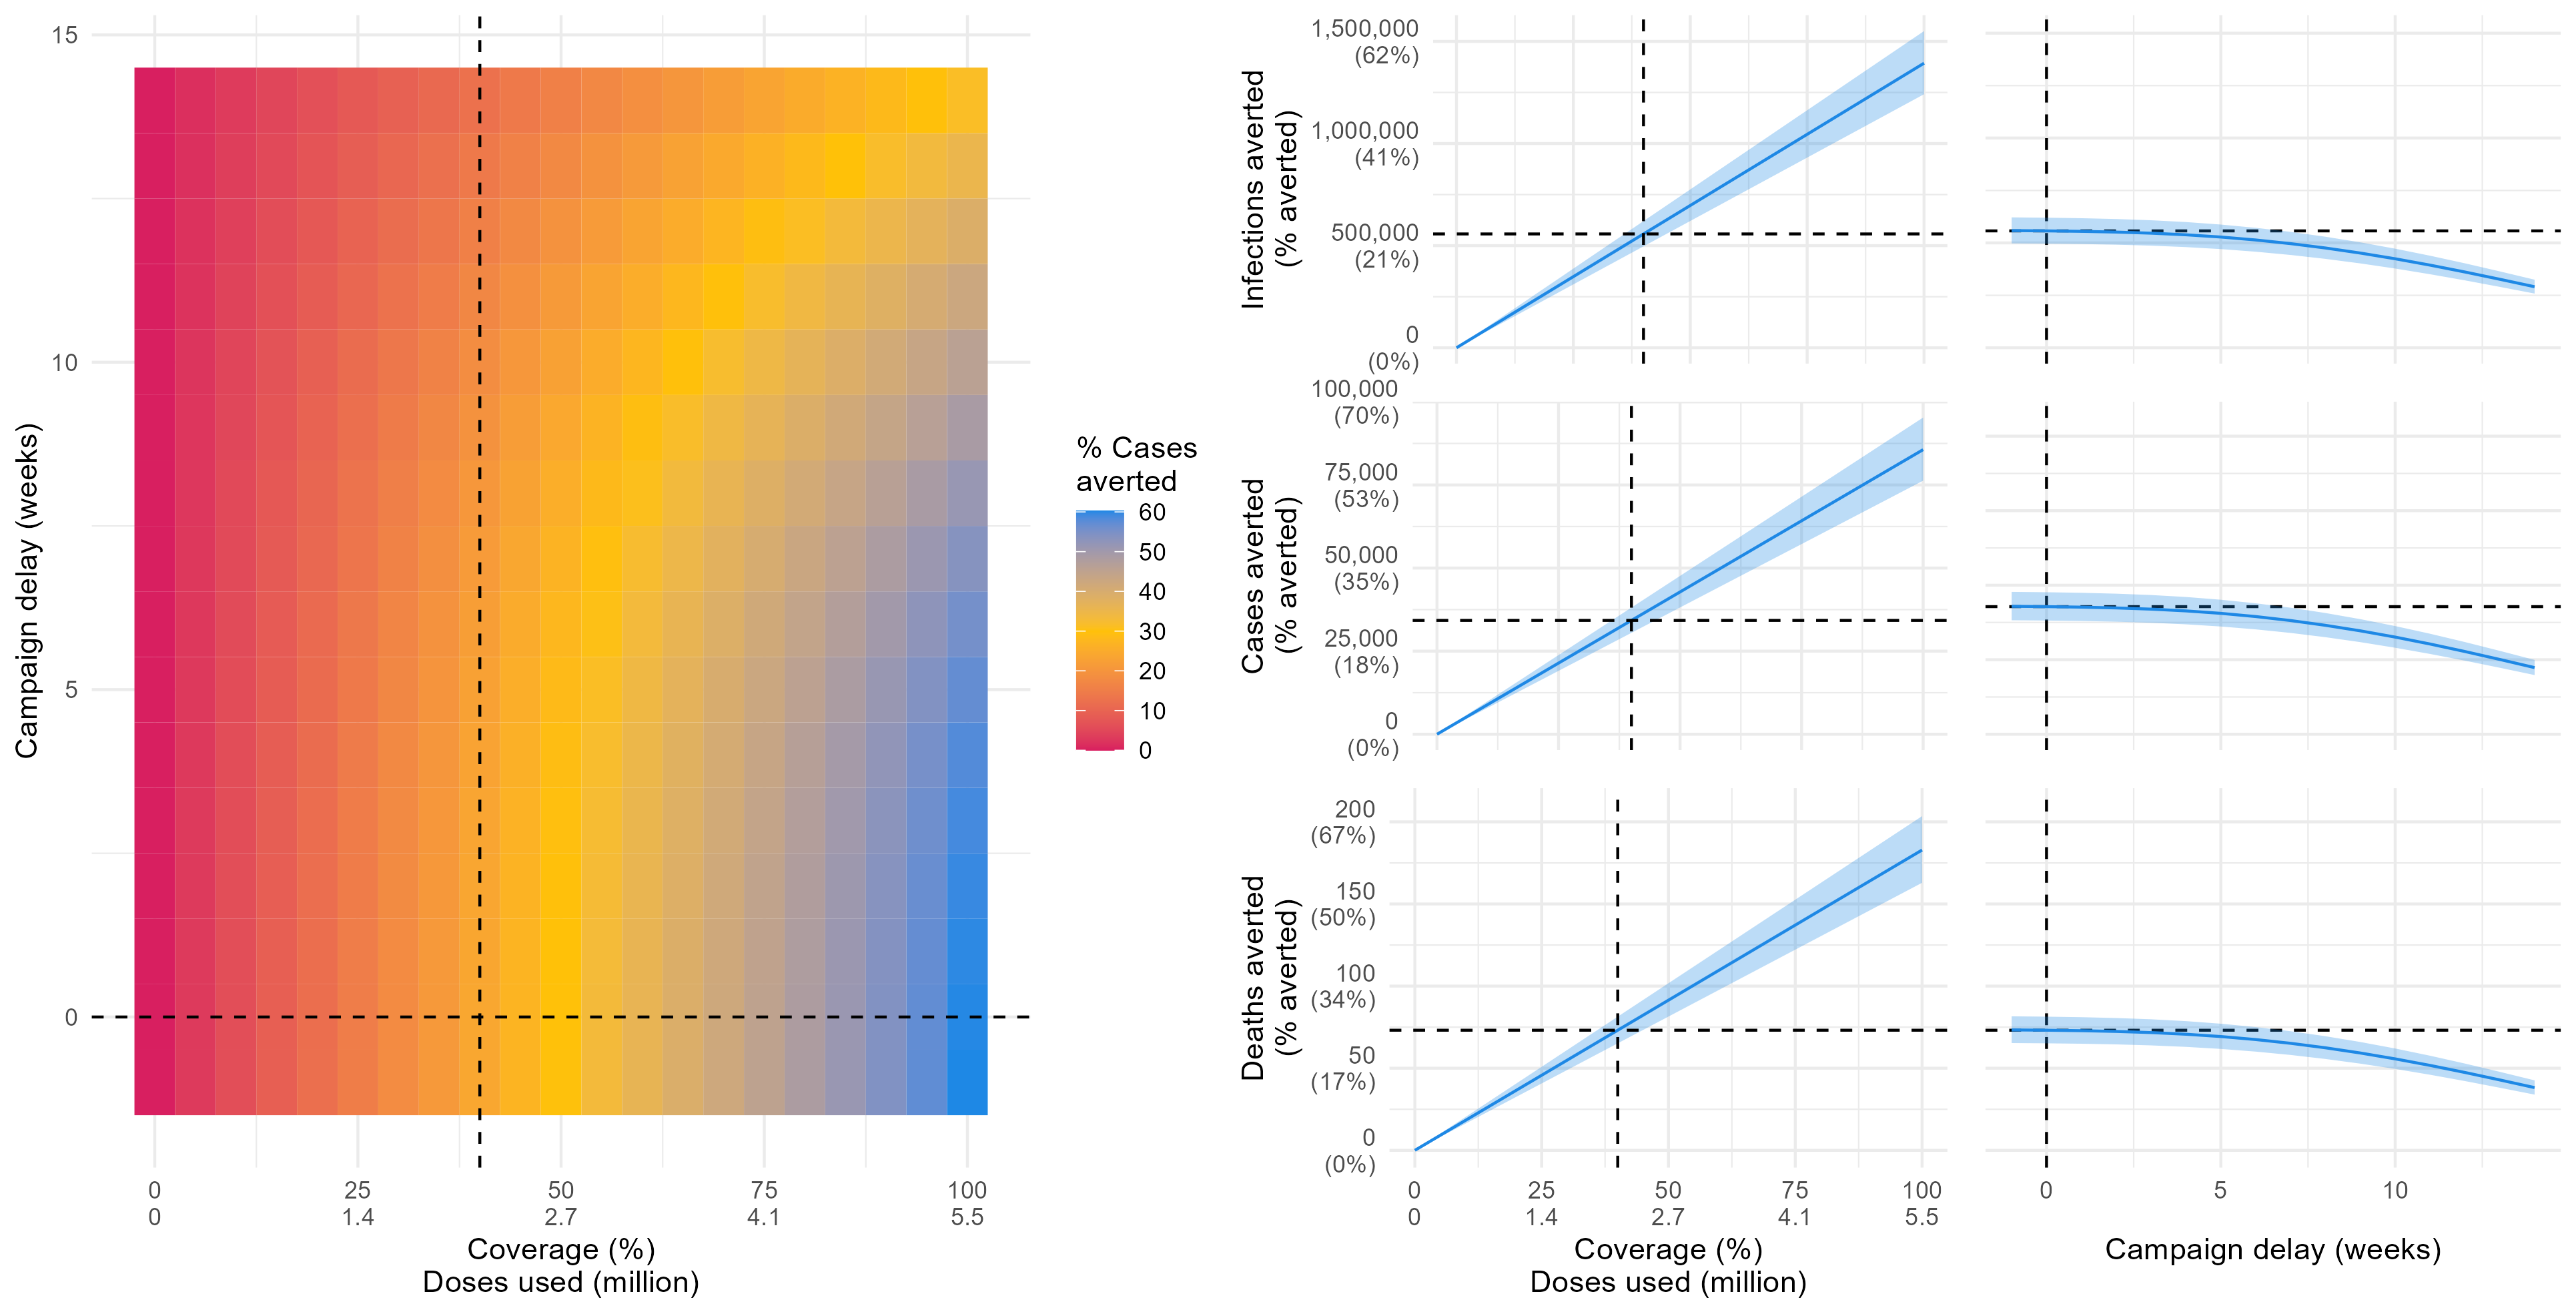 15
10
5
0
Campaign delay (weeks)
0 25 50 75 100
0 1.4 2.7 4.1 5.5
Coverage (%)
Doses used (million)
% Cases
averted
60
50
40
30
20
10
0
Infections averted
(% averted)
1,500,000
(62%)
1,000,000
(41%)
500,000
(21%)
0
(0%)
Cases averted
(% averted)
100,000
(70%)
75,000
(53%)
50,000
(35%)
25,000
(18%)
0
(0%)
Deaths averted
(% averted)
200
(67%)
150
(50%)
100
(34%)
50
(17%)
0
(0%)
0 25 50 75 100
0 1.4 2.7 4.1 5.5
Coverage (%)
Doses used (million)
0 5 10
Campaign delay (weeks)